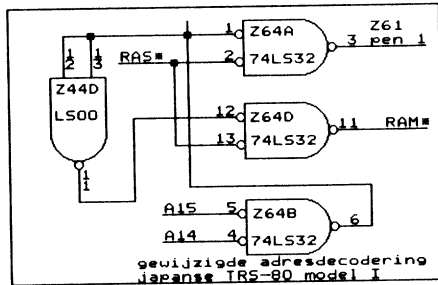 1 Z64A Z61
3 pen 1
RAS* 2 74LS32
1 1
2 3
Z44D
LS00
12 Z64D
11 RAM*
13 74LS32
1
1
A15 5 Z64B
6
A14 4 74LS32
gewijzigde adresdecodering
japanse TRS-80 model I